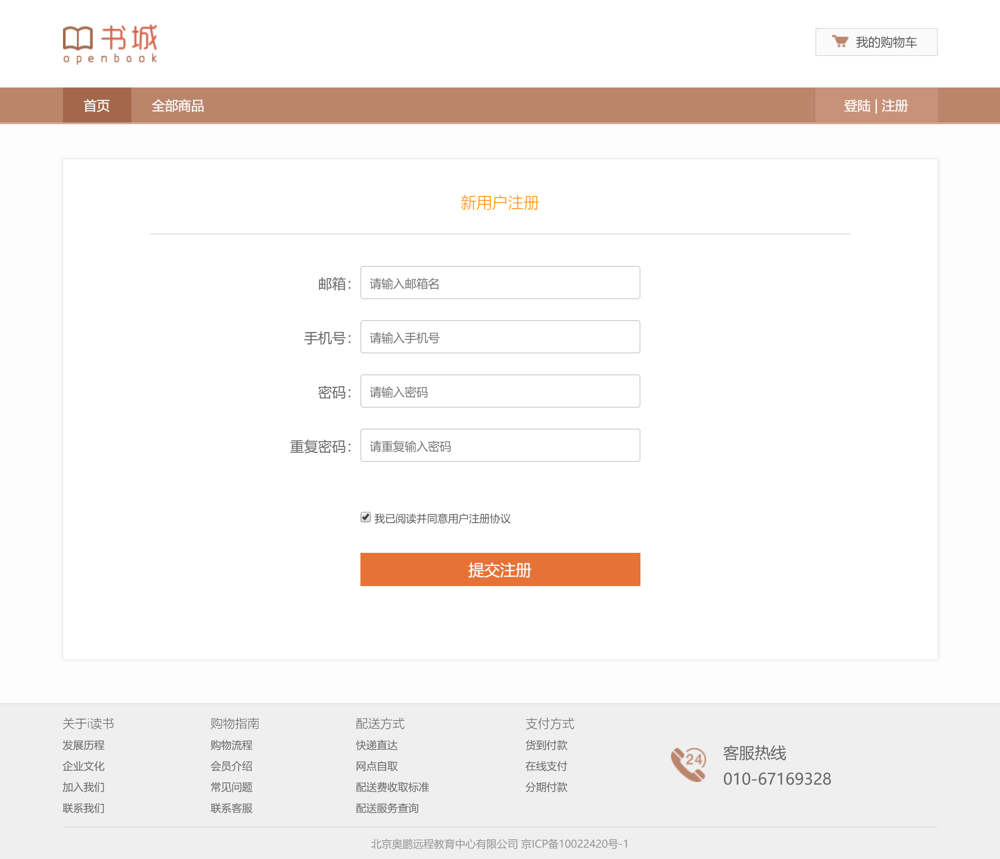 书城
openbook
我的购物车
首页 全部商品 登陆 | 注册
新用户注册
邮箱： 请输入邮箱名
手机号： 请输入手机号
密码： 请输入密码
重复密码： 请重复输入密码
我已阅读并同意用户注册协议
提交注册
关于i读书
发展历程
企业文化
加入我们
联系我们
购物指南
购物流程
会员介绍
常见问题
联系客服
配送方式
快递直达
网点自取
配送费收取标准
配送服务查询
支付方式
货到付款
在线支付
分期付款
24
客服热线
010-67169328
北京奥鹏远程教育中心有限公司 京ICP备10022420号-1